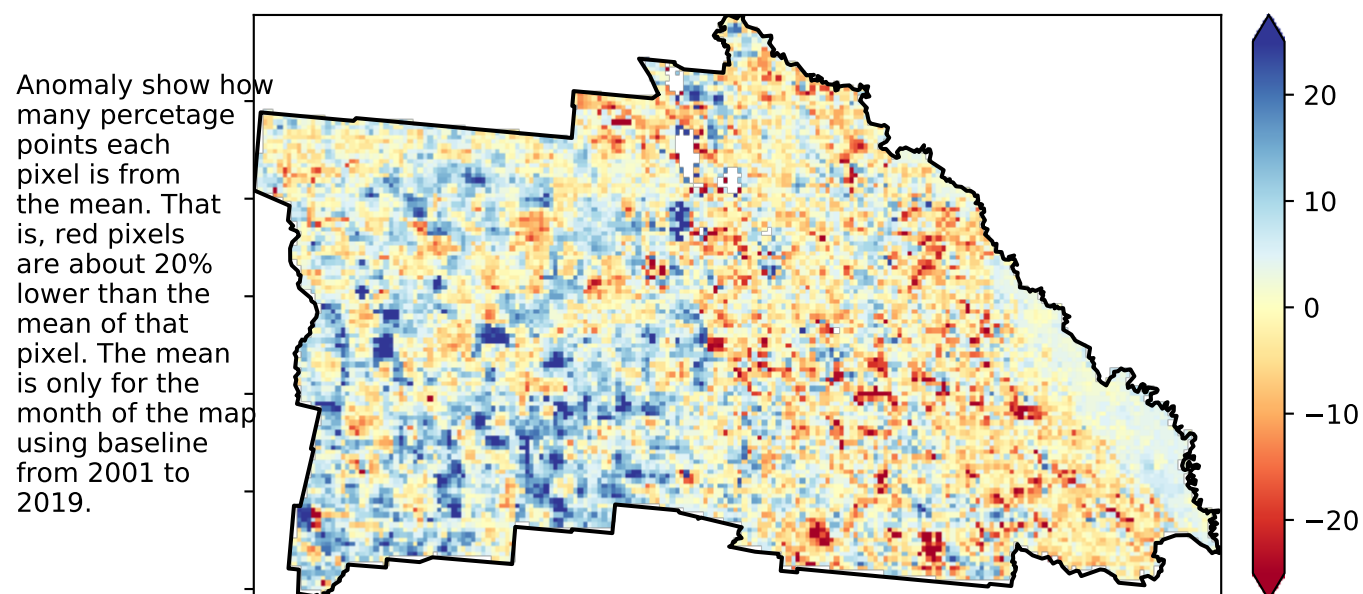 Anomaly show how
many percetage
points each
pixel is from
the mean. That
is, red pixels
are about 20%
lower than the
mean of that
pixel. The mean
is only for the
month of the map
using baseline
from 2001 to
2019.
20
10
0
−10
−20